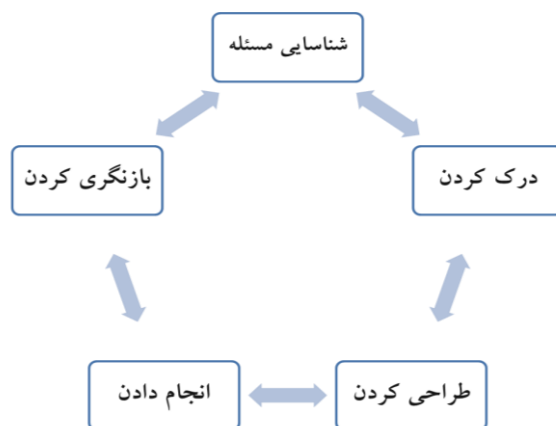 شناسایی مسئله
درک کردن
طراحی کردن
انجام دادن
بازنگری کردن